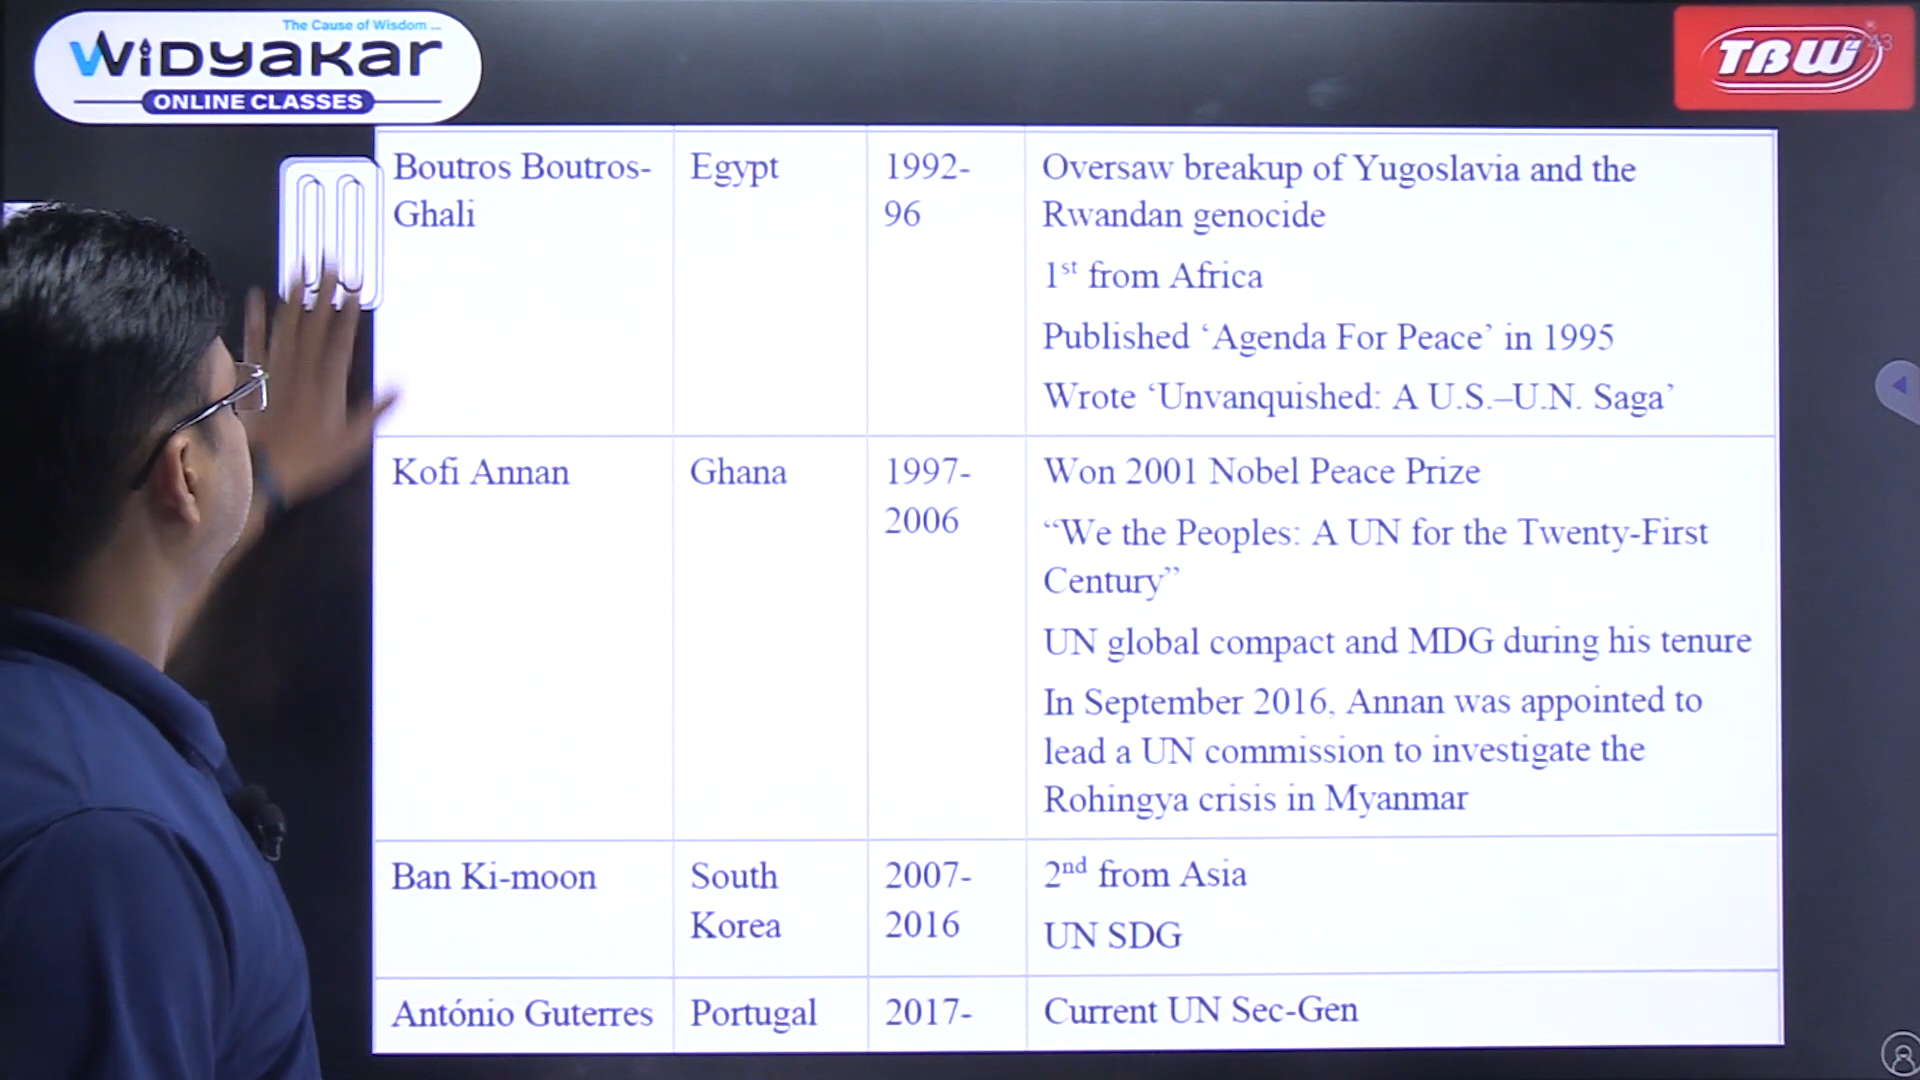 The Cause of Wisdom ...
WiDyaKar
ONLINE CLASSES
TBW
Boutros Boutros-
Ghali
Egypt
1992-
96
Oversaw breakup of Yugoslavia and the
Rwandan genocide
1st from Africa
Published ‘Agenda For Peace’ in 1995
Wrote ‘Unvanquished: A U.S.–U.N. Saga’
Kofi Annan
Ghana
1997-
2006
Won 2001 Nobel Peace Prize
“We the Peoples: A UN for the Twenty-First
Century”
UN global compact and MDG during his tenure
In September 2016, Annan was appointed to
lead a UN commission to investigate the
Rohingya crisis in Myanmar
Ban Ki-moon
South
Korea
2007-
2016
2nd from Asia
UN SDG
António Guterres
Portugal
2017-
Current UN Sec-Gen